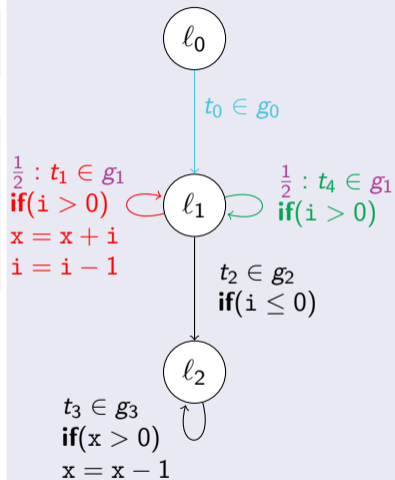 ℓ₀
t₀ ∈ g₀
½ : t₁ ∈ g₁
if(i > 0)
x = x + i
i = i − 1
ℓ₁
½ : t₄ ∈ g₁
if(i > 0)
t₂ ∈ g₂
if(i ≤ 0)
ℓ₂
t₃ ∈ g₃
if(x > 0)
x = x − 1